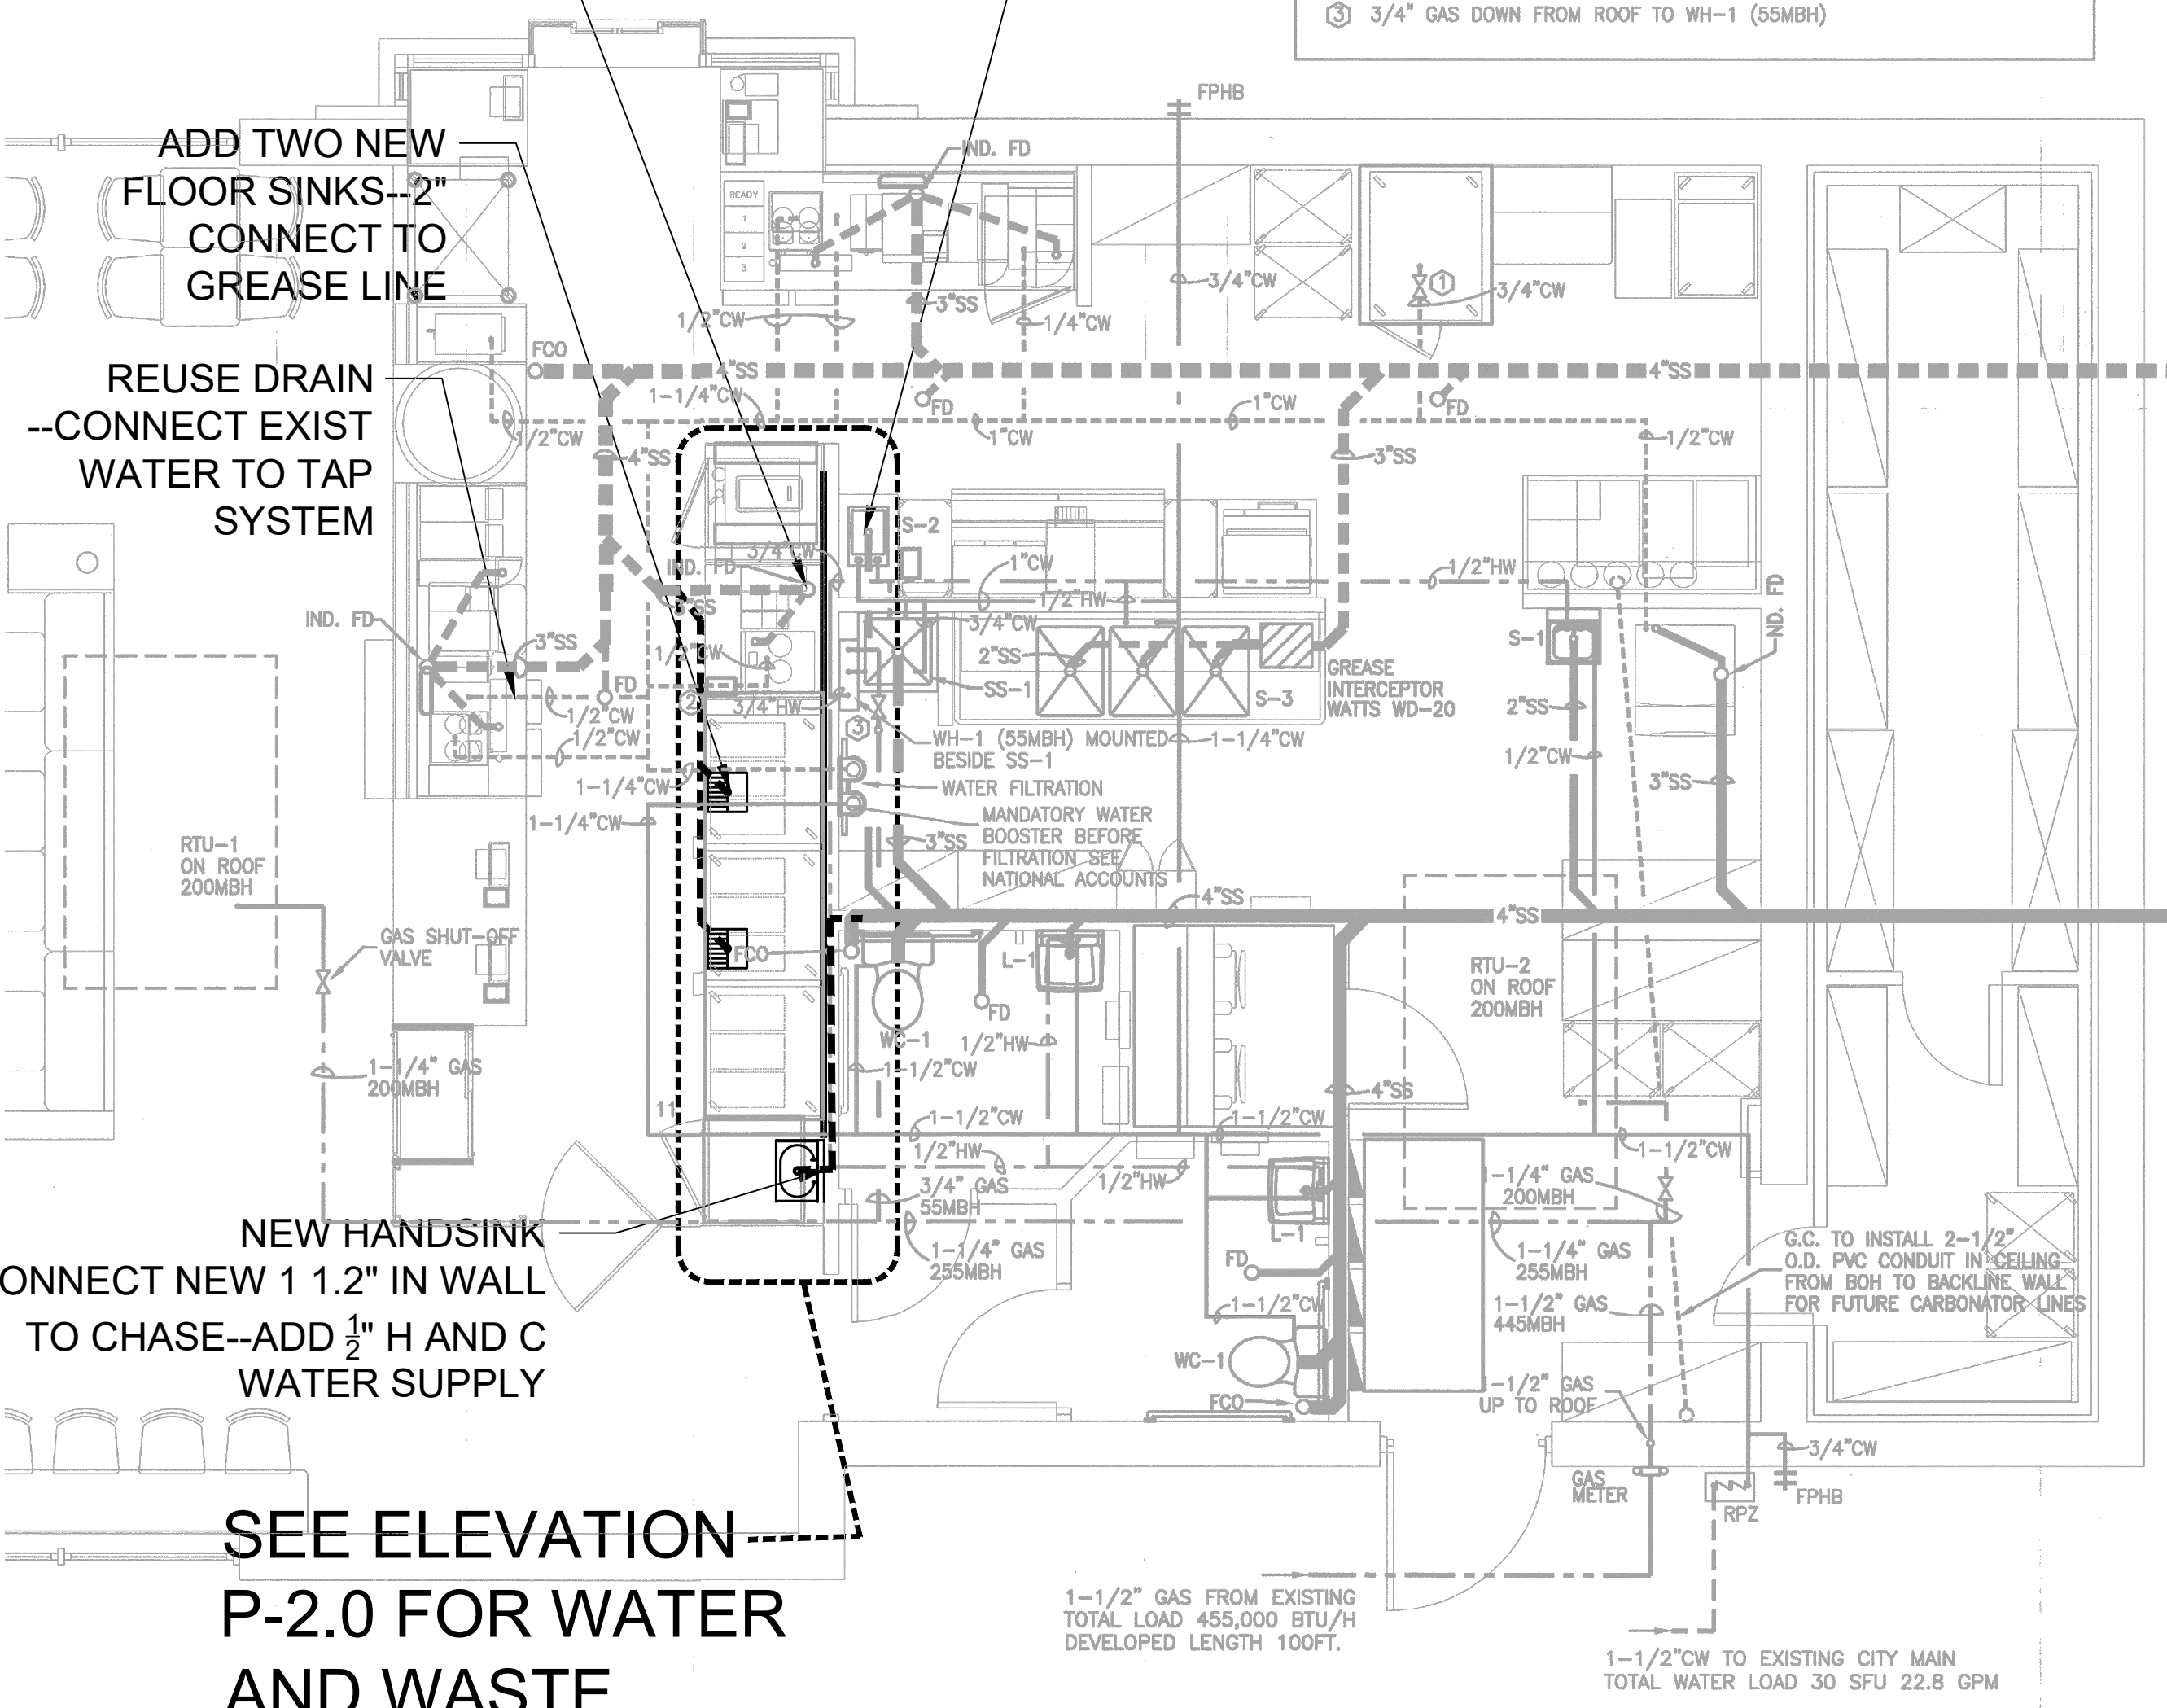 3 3/4" GAS DOWN FROM ROOF TO WH-1 (55MBH)
FPHB
ADD TWO NEW
FLOOR SINKS--2"
CONNECT TO
GREASE LINE
IND. FD
READY
1
2
3
3/4"CW
1
3/4"CW
3"SS
1/2"CW
1/4"CW
REUSE DRAIN
--CONNECT EXIST
WATER TO TAP
SYSTEM
FCO
4"SS
4"SS
1-1/4"CW
FD
1"CW
FD
1/2"CW
1"CW
1/2"CW
4"SS
3"SS
S-2
3/4"CW
IND. FD
1"CW
1/2"HW
1/2"HW
3"SS
3/4"CW
IND. FD
IND. FD
3"SS
1/2"CW
2"SS
S-1
GREASE
INTERCEPTOR
WATTS WD-20
SS-1
S-3
FD
2
3/4"HW
1/2"CW
2"SS
3
1/2"CW
WH-1 (55MBH) MOUNTED
BESIDE SS-1
1-1/4"CW
1/2"CW
3"SS
1-1/4"CW
WATER FILTRATION
1-1/4"CW
MANDATORY WATER
BOOSTER BEFORE
FILTRATION SEE
NATIONAL ACCOUNTS
3"SS
RTU-1
ON ROOF
200MBH
4"SS
4"SS
GAS SHUT-OFF
VALVE
FCO
L-1
RTU-2
ON ROOF
200MBH
FD
WC-1
1/2"HW
1-1/4" GAS
200MBH
1-1/2"CW
4"SS
11
1-1/2"CW
1-1/2"CW
1/2"HW
1-1/2"CW
3/4" GAS
55MBH
1/2"HW
1-1/4" GAS
200MBH
NEW HANDSINK
ONNECT NEW 1 1.2" IN WALL
TO CHASE--ADD ½" H AND C
WATER SUPPLY
L-1
1-1/4" GAS
255MBH
FD
1-1/4" GAS
255MBH
G.C. TO INSTALL 2-1/2"
O.D. PVC CONDUIT IN CEILING
FROM BOH TO BACKLINE WALL
FOR FUTURE CARBONATOR LINES
1-1/2"CW
1-1/2" GAS
445MBH
WC-1
FCO
1-1/2" GAS
UP TO ROOF
3/4"CW
GAS
METER
FPHB
RPZ
SEE ELEVATION
P-2.0 FOR WATER
AND WASTE
1-1/2" GAS FROM EXISTING
TOTAL LOAD 455,000 BTU/H
DEVELOPED LENGTH 100FT.
1-1/2"CW TO EXISTING CITY MAIN
TOTAL WATER LOAD 30 SFU 22.8 GPM